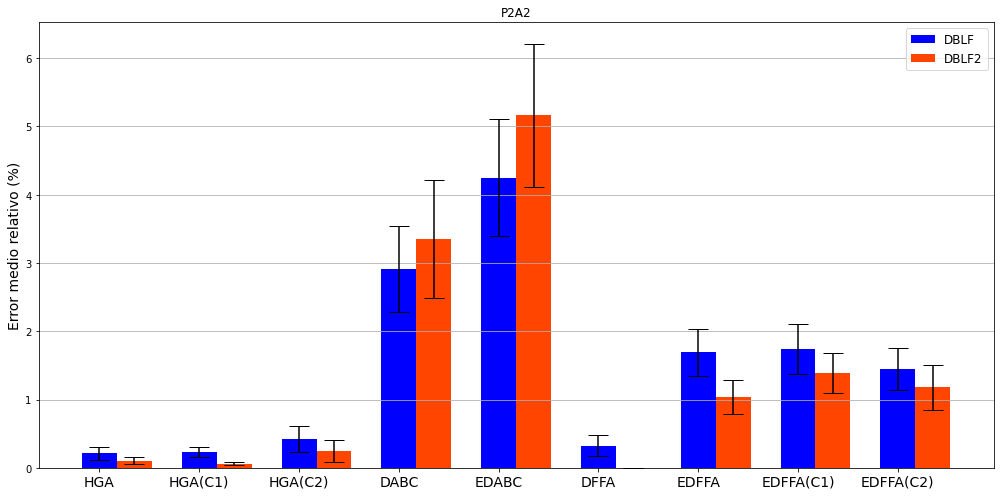 P2A2
DBLF
DBLF2
Error medio relativo (%)
6
5
4
3
2
1
0
HGA HGA(C1) HGA(C2) DABC EDABC DFFA EDFFA EDFFA(C1) EDFFA(C2)